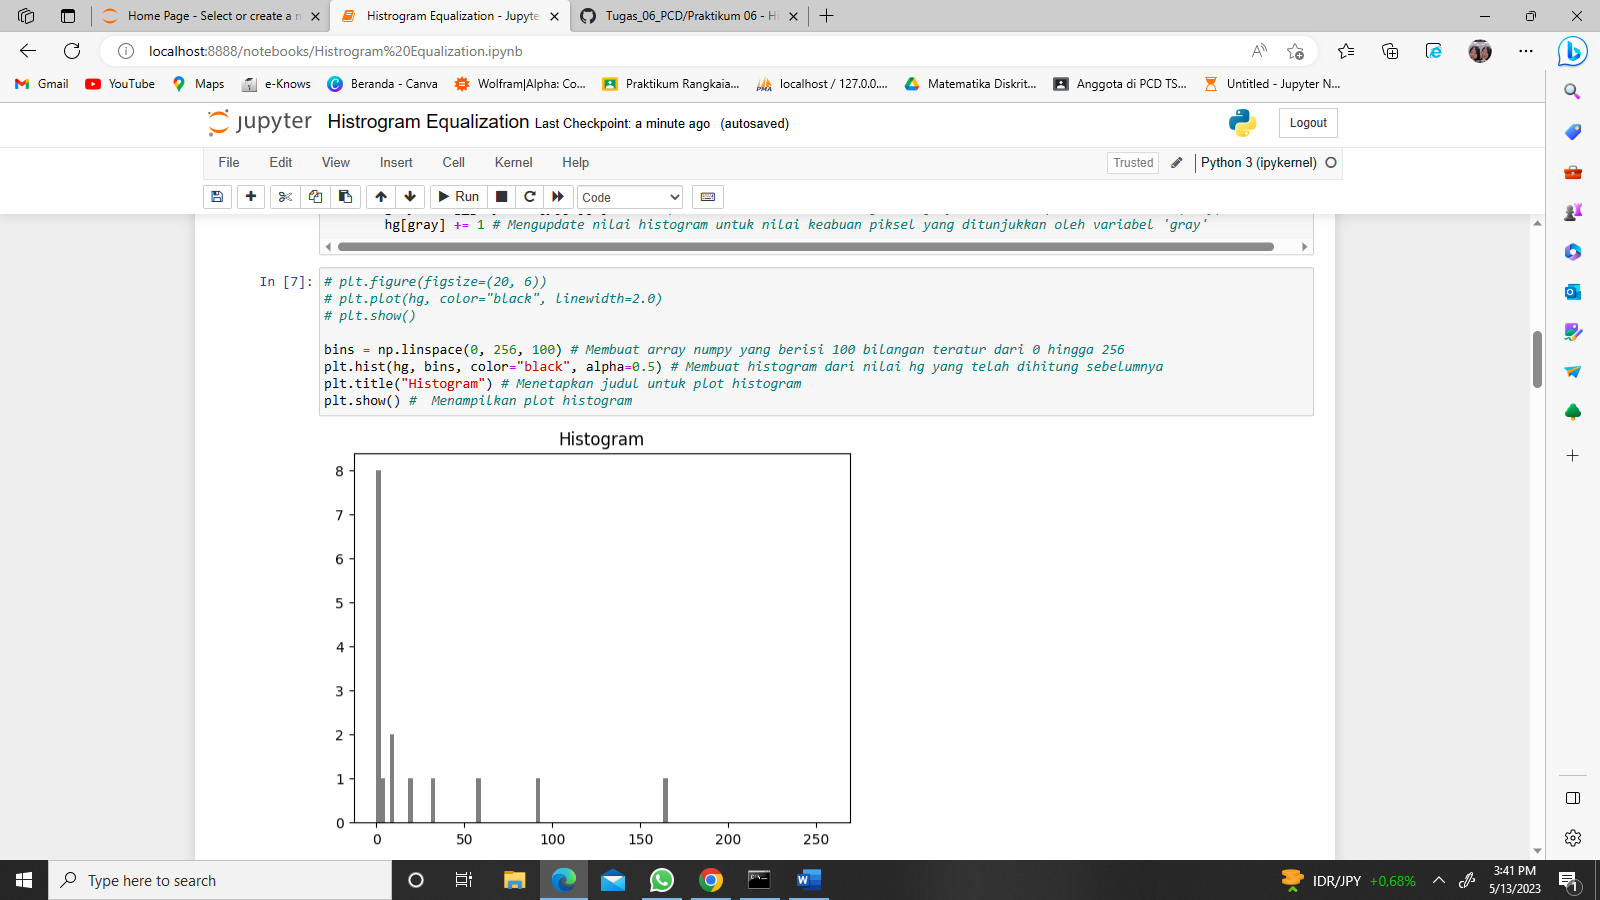 Home Page - Select or create a n
Histrogram Equalization - Jupyte
Tugas_06_PCD/Praktikum 06 - Hi
localhost:8888/notebooks/Histrogram%20Equalization.ipynb
Gmail
YouTube
Maps
e-Knows
Beranda - Canva
Wolfram|Alpha: Co...
Praktikum Rangkaia...
localhost / 127.0.0....
Matematika Diskrit...
Anggota di PCD TS...
Untitled - Jupyter N...
jupyter Histrogram Equalization Last Checkpoint: a minute ago (autosaved)
Logout
File Edit View Insert Cell Kernel Help
Trusted
Python 3 (ipykernel)
Run
Code
hg[gray] += 1 # Mengupdate nilai histogram untuk nilai keabuan piksel yang ditunjukkan oleh variabel 'gray'
In [7]:
# plt.figure(figsize=(20, 6))
# plt.plot(hg, color="black", linewidth=2.0)
# plt.show()
bins = np.linspace(0, 256, 100) # Membuat array numpy yang berisi 100 bilangan teratur dari 0 hingga 256
plt.hist(hg, bins, color="black", alpha=0.5) # Membuat histogram dari nilai hg yang telah dihitung sebelumnya
plt.title("Histogram") # Menetapkan judul untuk plot histogram
plt.show() #  Menampilkan plot histogram
Histogram
8
7
6
5
4
3
2
1
0
0 50 100 150 200 250
Type here to search
IDR/JPY +0,68%
3:41 PM
5/13/2023
1